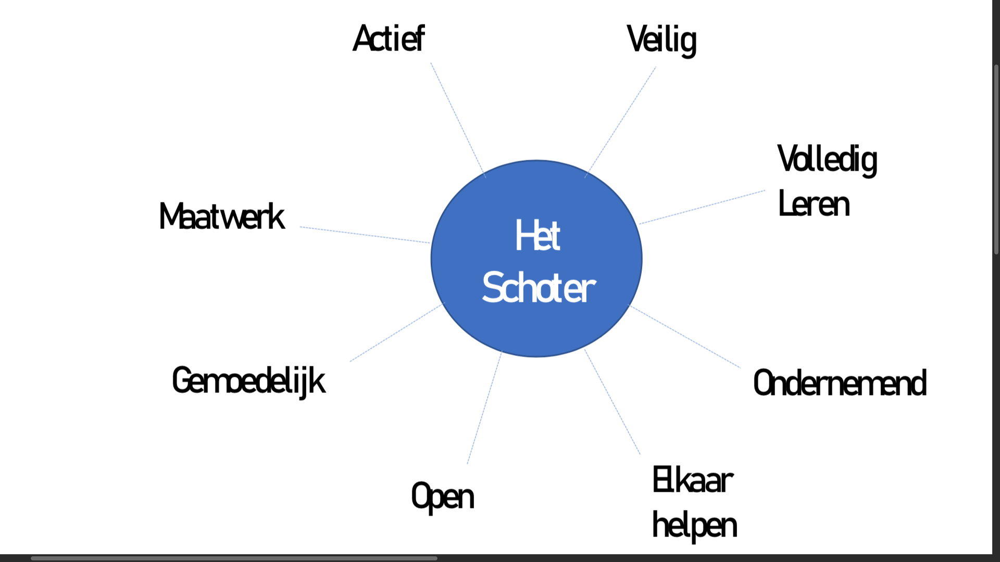 Actief
Veilig
Volledig
Leren
Maatwerk
Het
Schoter
Gemoedelijk
Ondernemend
Open
Elkaar
helpen